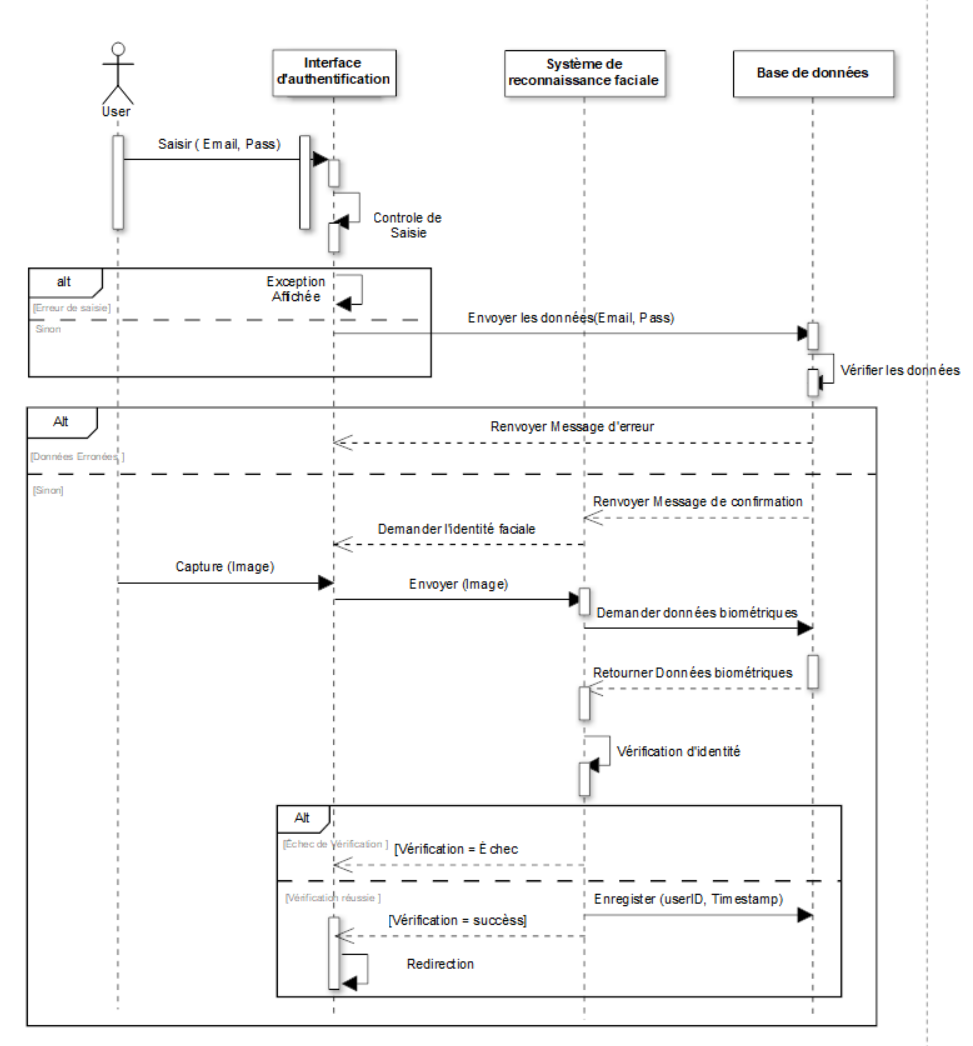 Interface
d'authentification
Système de
reconnaissance faciale
Base de données
User
Saisir ( Email, Pass)
Controle de
Saisie
alt
Exception
Affichée
[Erreur de saisie]
Sinon
Envoyer les données(Email, Pass)
Vérifier les données
Alt
Renvoyer Message d'erreur
[Données Erronées ]
[Sinon]
Renvoyer Message de confirmation
Demander l'identité faciale
Capture (Image)
Envoyer (Image)
Demander données biométriques
Retourner Données biométriques
Vérification d'identité
Alt
[Échec de Vérification ]
[Vérification = Échec
[Vérification réussie ]
Enregister (userID, Timestamp)
[Vérification = succèss]
Redirection